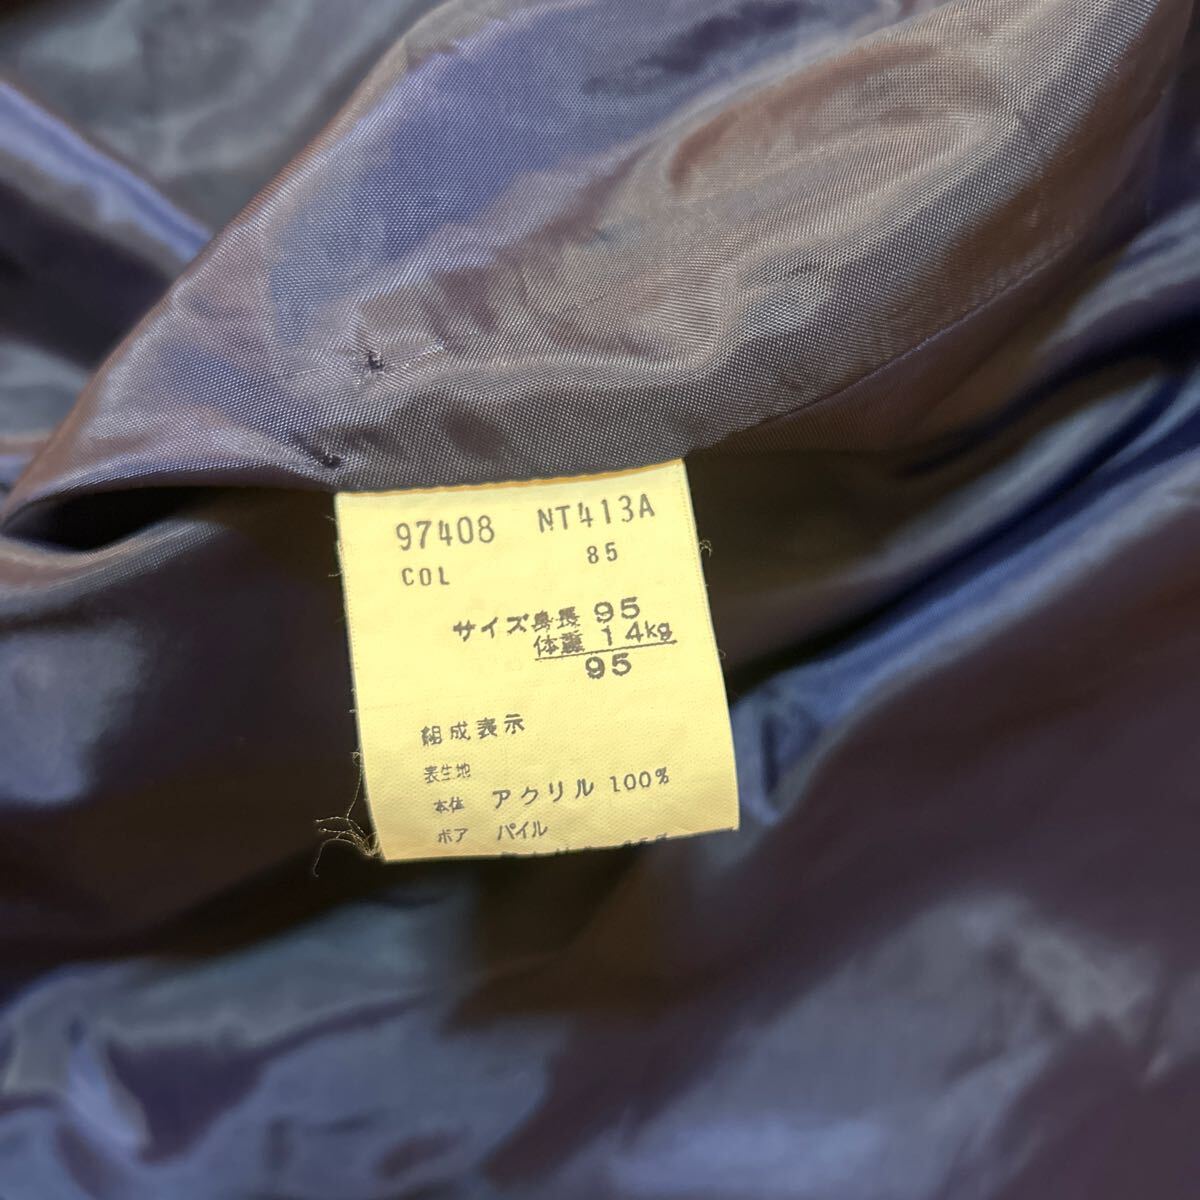 97408 NT413A
COL 85
サイズ身長 95
体重 14kg
95
組成表示
表生地
本体 アクリル 100%
ボア パイル